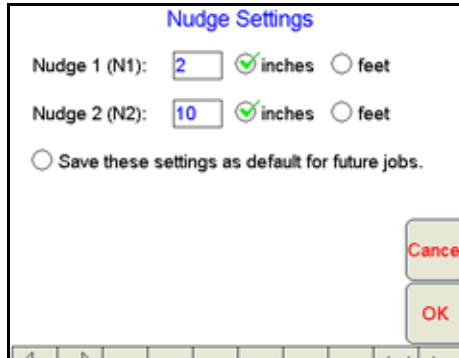 Nudge Settings
Nudge 1 (N1): 2 inches feet
Nudge 2 (N2): 10 inches feet
Save these settings as default for future jobs.
Cance
OK